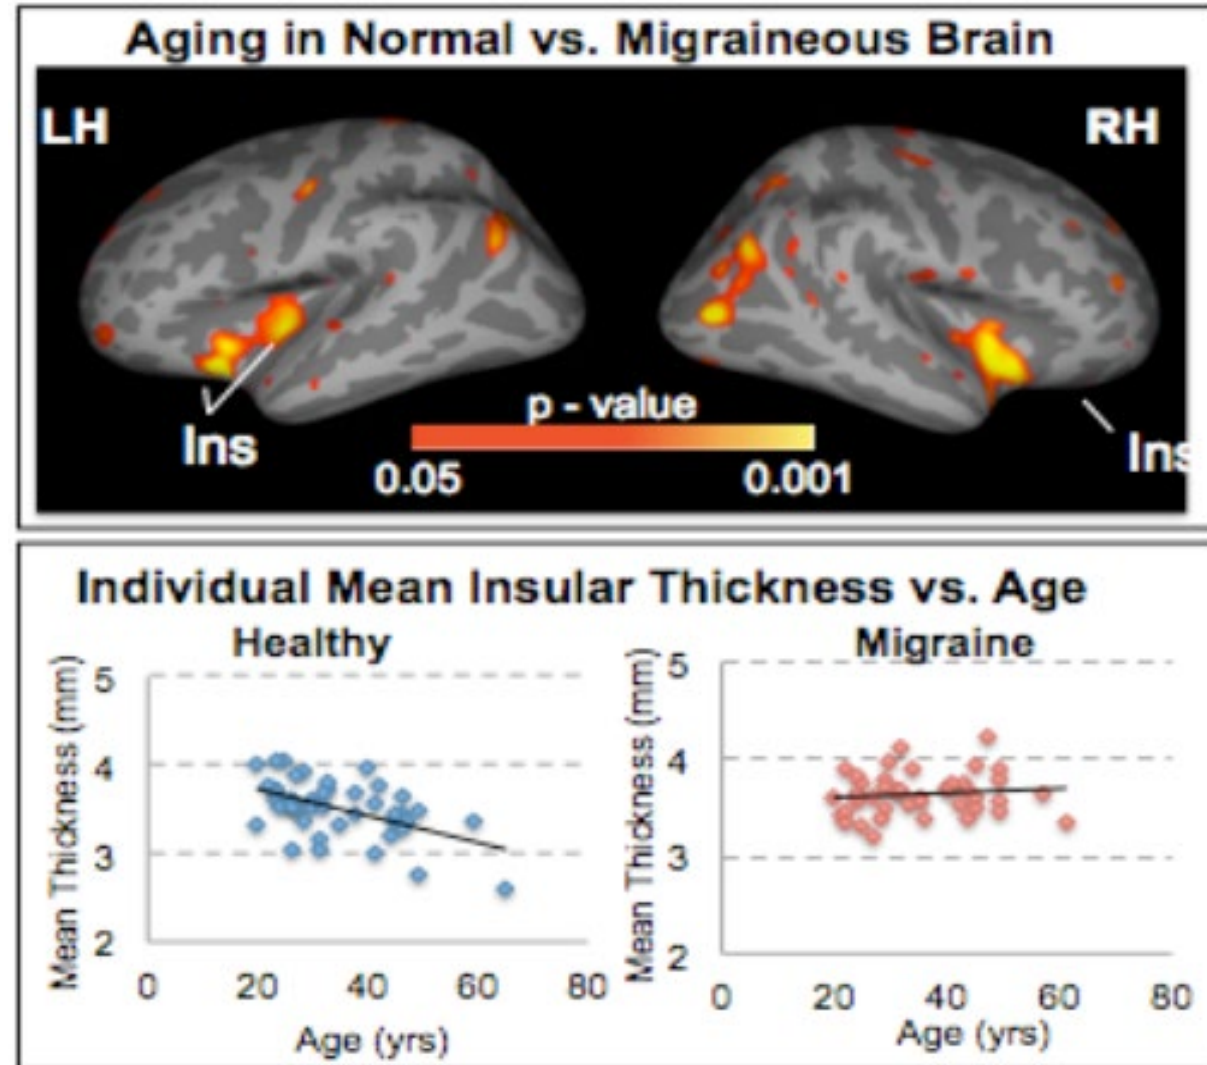 Aging in Normal vs. Migraineous Brain
LH
RH
p - value
Ins
Ins
0.05
0.001
Individual Mean Insular Thickness vs. Age
Healthy
Migraine
Mean Thickness (mm)
5
4
3
2
0 20 40 60 80
Age (yrs)
Mean Thickness (mm)
5
4
3
2
0 20 40 60 80
Age (yrs)